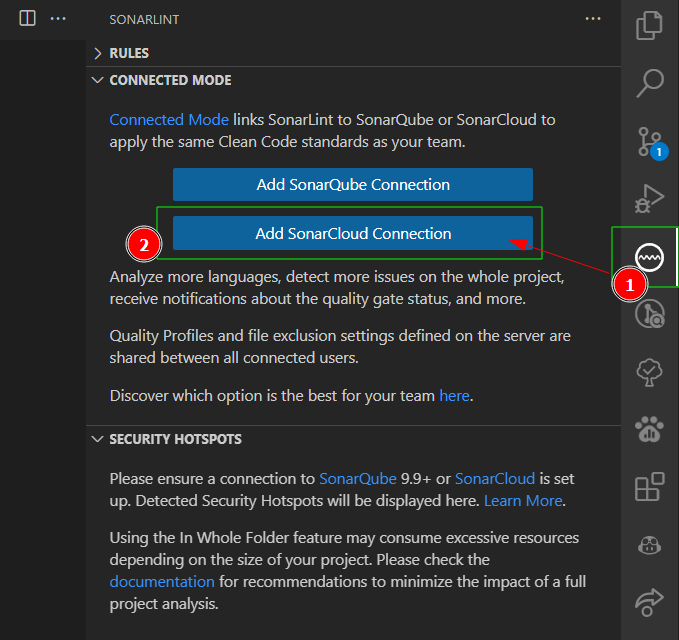 SONARLINT
RULES
CONNECTED MODE
Connected Mode links SonarLint to SonarQube or SonarCloud to
apply the same Clean Code standards as your team.
Add SonarQube Connection
2
Add SonarCloud Connection
1
Analyze more languages, detect more issues on the whole project,
receive notifications about the quality gate status, and more.
Quality Profiles and file exclusion settings defined on the server are
shared between all connected users.
Discover which option is the best for your team here.
SECURITY HOTSPOTS
Please ensure a connection to SonarQube 9.9+ or SonarCloud is set
up. Detected Security Hotspots will be displayed here. Learn More.
Using the In Whole Folder feature may consume excessive resources
depending on the size of your project. Please check the
documentation for recommendations to minimize the impact of a full
project analysis.
1